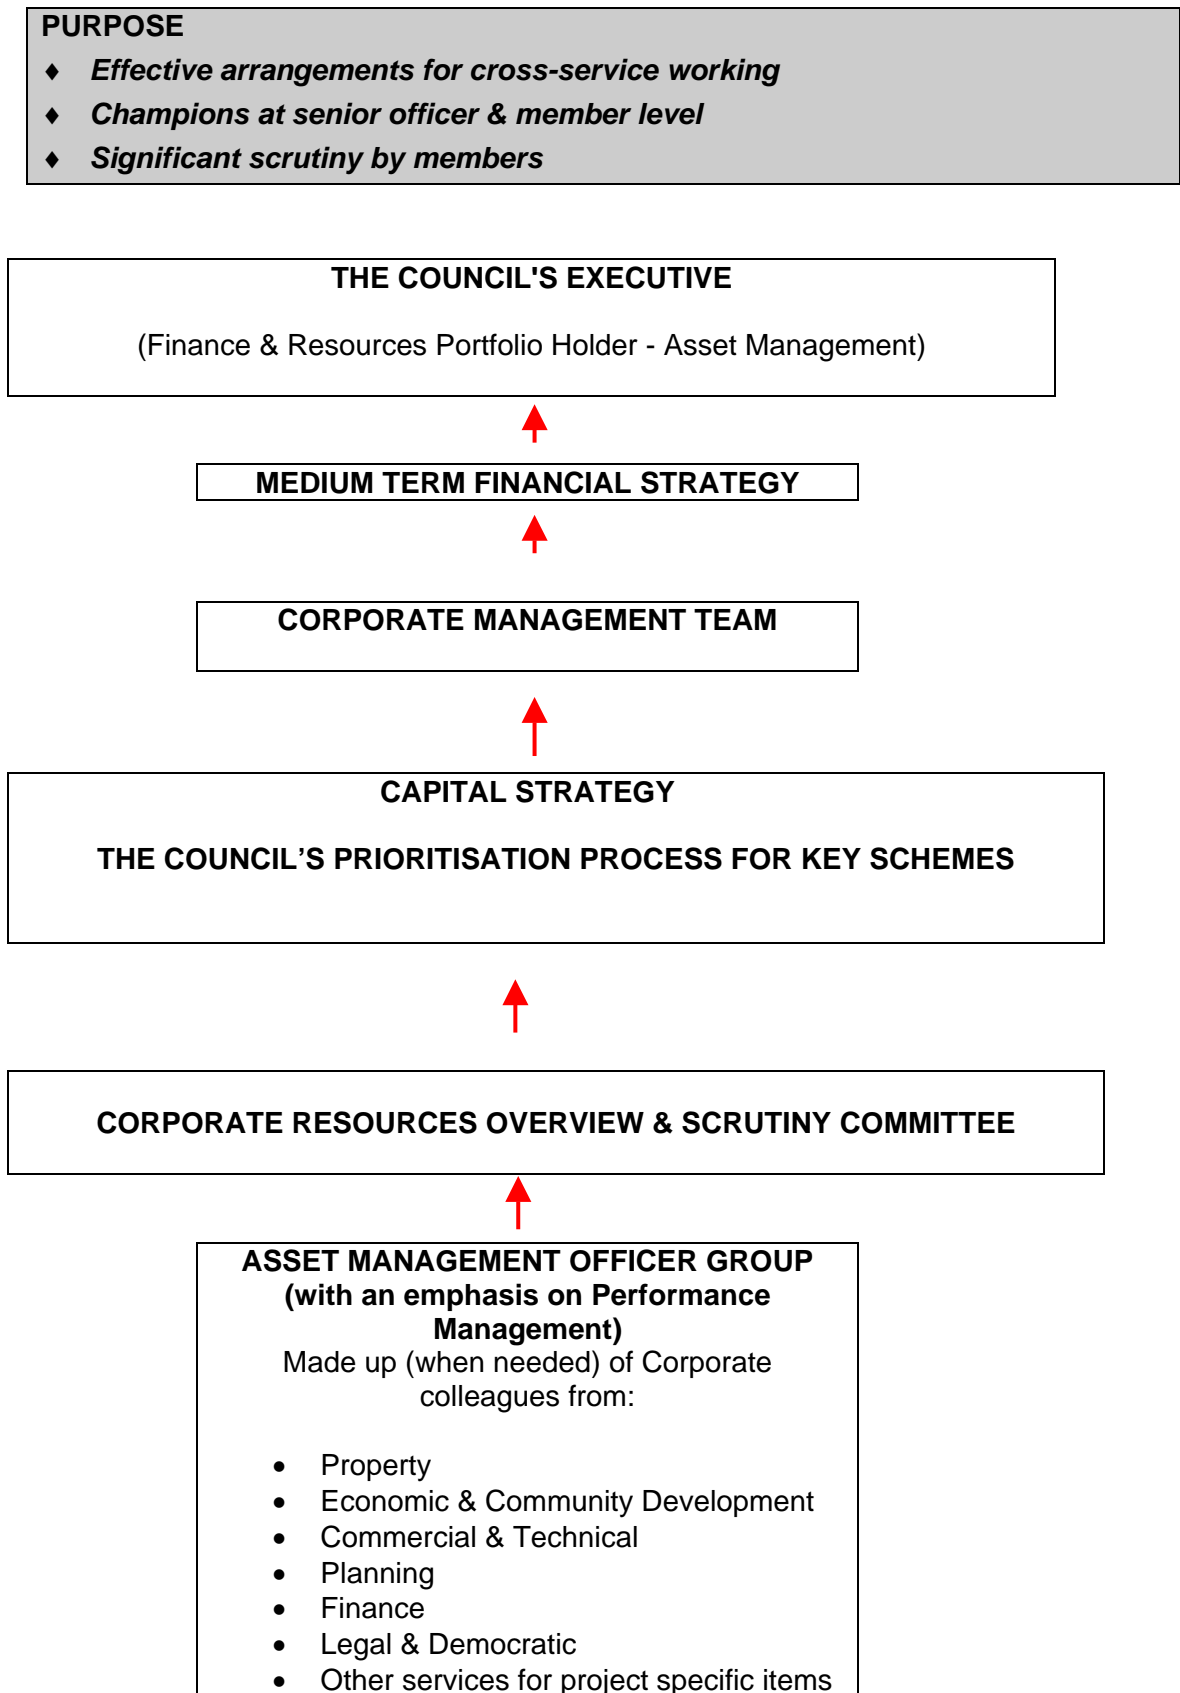 PURPOSE
♦ Effective arrangements for cross-service working
♦ Champions at senior officer & member level
♦ Significant scrutiny by members
THE COUNCIL'S EXECUTIVE
(Finance & Resources Portfolio Holder - Asset Management)
MEDIUM TERM FINANCIAL STRATEGY
CORPORATE MANAGEMENT TEAM
CAPITAL STRATEGY
THE COUNCIL’S PRIORITISATION PROCESS FOR KEY SCHEMES
CORPORATE RESOURCES OVERVIEW & SCRUTINY COMMITTEE
ASSET MANAGEMENT OFFICER GROUP
(with an emphasis on Performance
Management)
Made up (when needed) of Corporate
colleagues from:
• Property
• Economic & Community Development
• Commercial & Technical
• Planning
• Finance
• Legal & Democratic
• Other services for project specific items